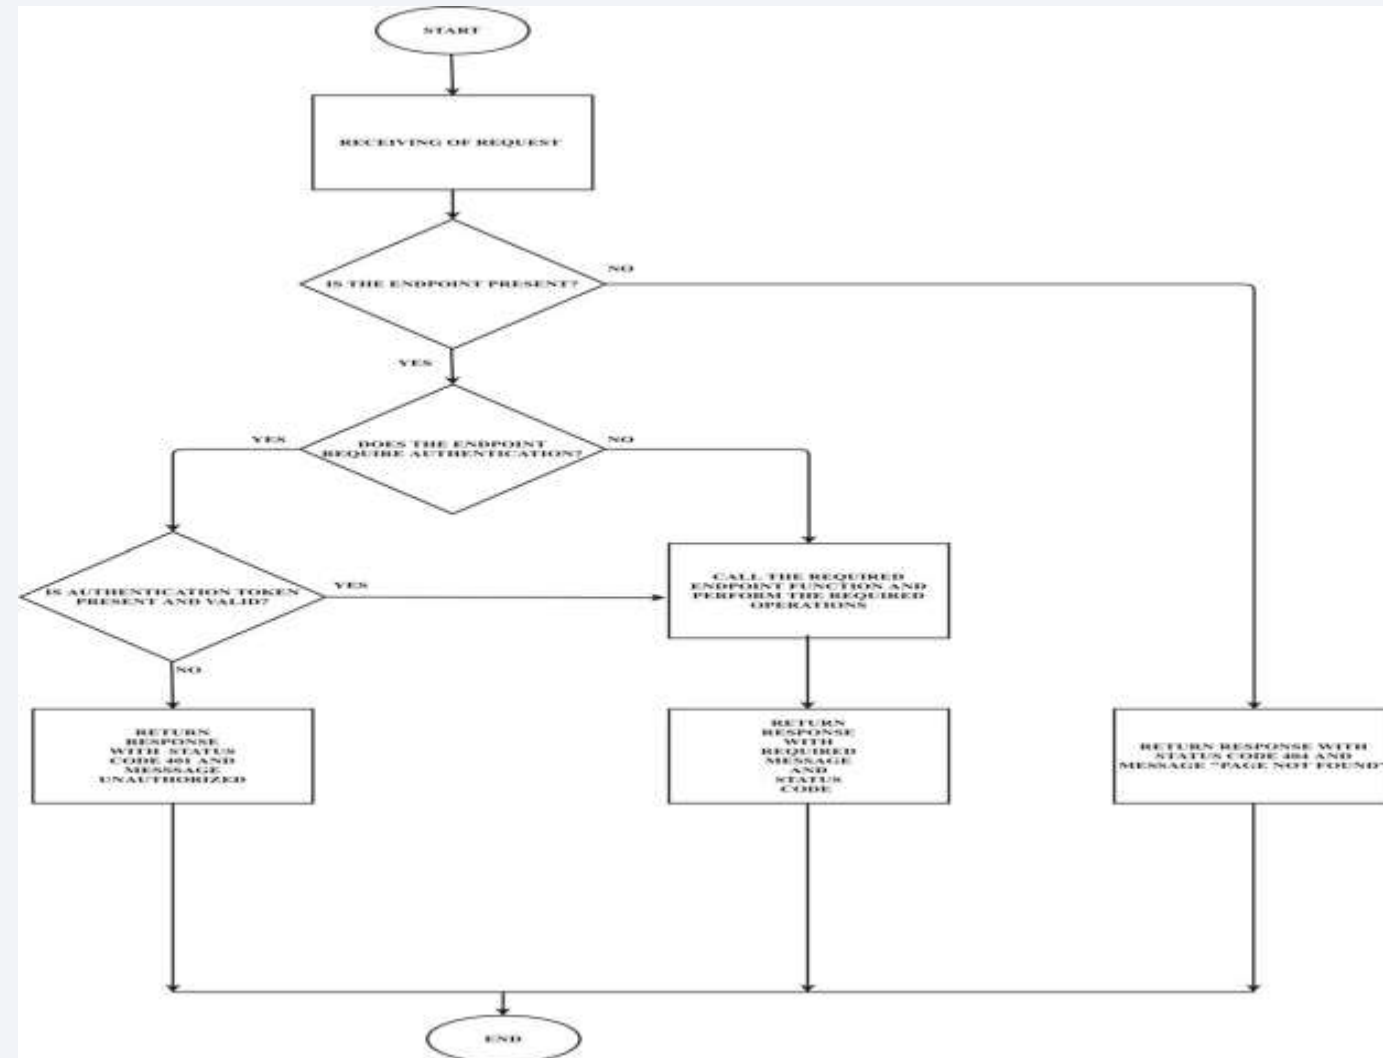 START
RECEIVING OF REQUEST
NO
IS THE ENDPOINT PRESENT?
YES
YES
DOES THE ENDPOINT
REQUIRE AUTHENTICATION?
NO
IS AUTHENTICATION TOKEN
PRESENT AND VALID?
YES
CALL THE REQUIRED
ENDPOINT FUNCTION AND
PERFORM THE REQUIRED
OPERATIONS
NO
RETURN
RESPONSE
WITH STATUS
CODE 401 AND
MESSSAGE
UNAUTHORIZED
RETURN
RESPONSE
WITH
REQUIRED
MESSAGE
AND
STATUS
CODE
RETURN RESPONSE WITH
STATUS CODE 404 AND
MESSAGE "PAGE NOT FOUND"
END